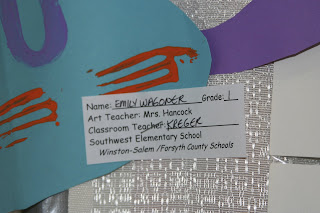 Name: EMILY WAGONER Grade: 1
Art Teacher: Mrs. Hancock
Classroom Teacher: KREGER
Southwest Elementary School
Winston-Salem /Forsyth County Schools